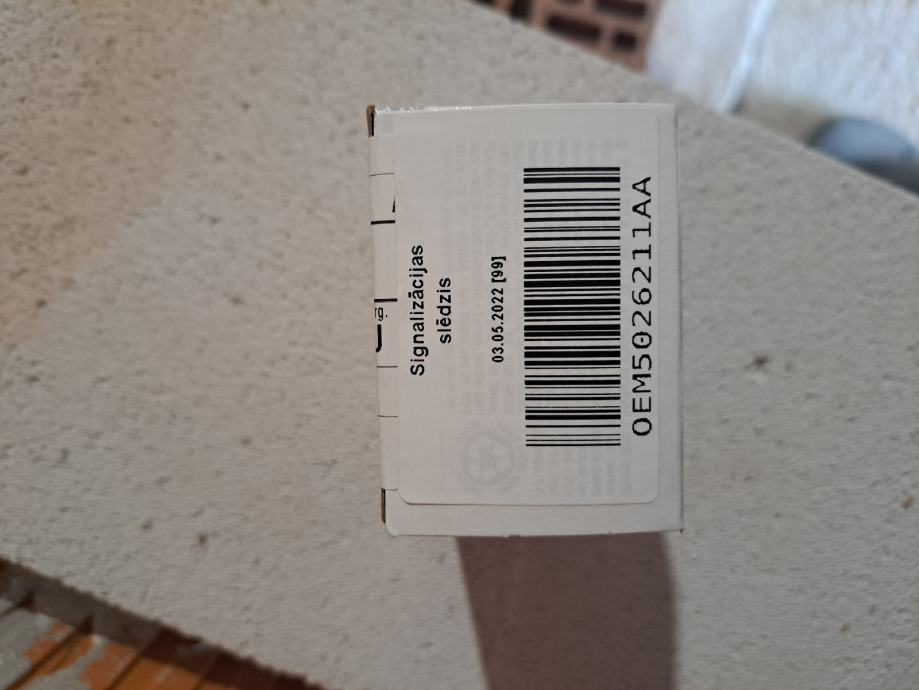 Signalizācijas
slēdzis
03.05.2022 [99]
OEM5026211AA